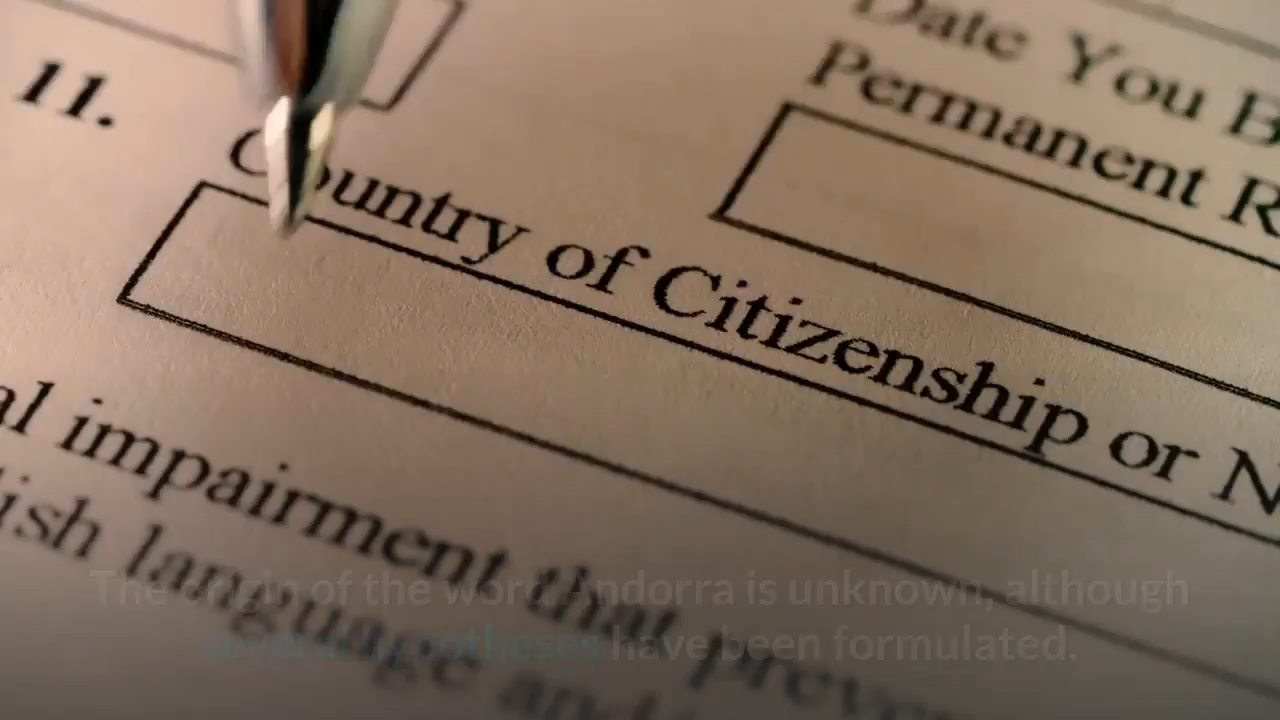 Date You B
Permanent R
11.
Country of Citizenship or N
al impairment that preve
ish language and
The origin of the word Andorra is unknown, although
several hypotheses have been formulated.